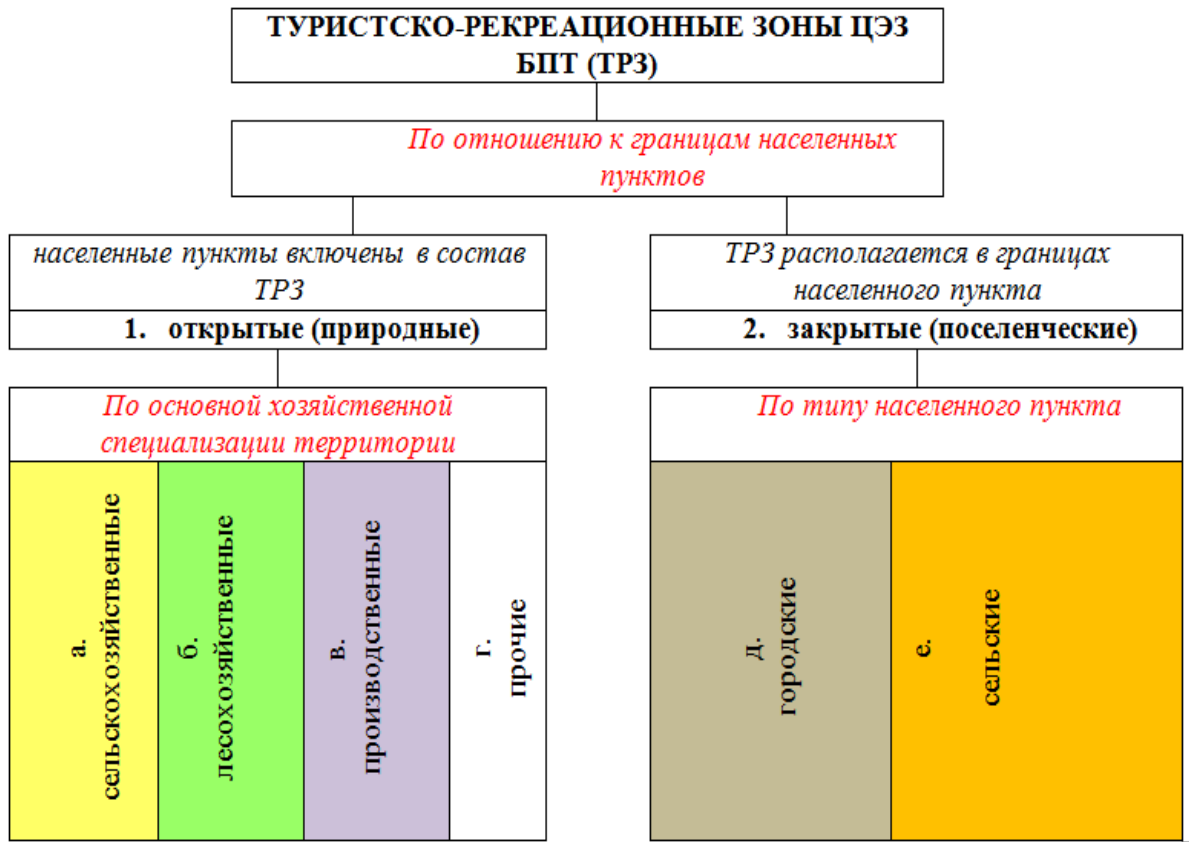 ТУРИСТСКО-РЕКРЕАЦИОННЫЕ ЗОНЫ ЦЭЗ
БПТ (ТРЗ)
По отношению к границам населенных
пунктов
населенные пункты включены в состав
ТРЗ
1. открытые (природные)
ТРЗ располагается в границах
населенного пункта
2. закрытые (поселенческие)
По основной хозяйственной
специализации территории
а.
сельскохозяйственные
б.
лесохозяйственные
в.
производственные
г.
прочие
По типу населенного пункта
д.
городские
е.
сельские